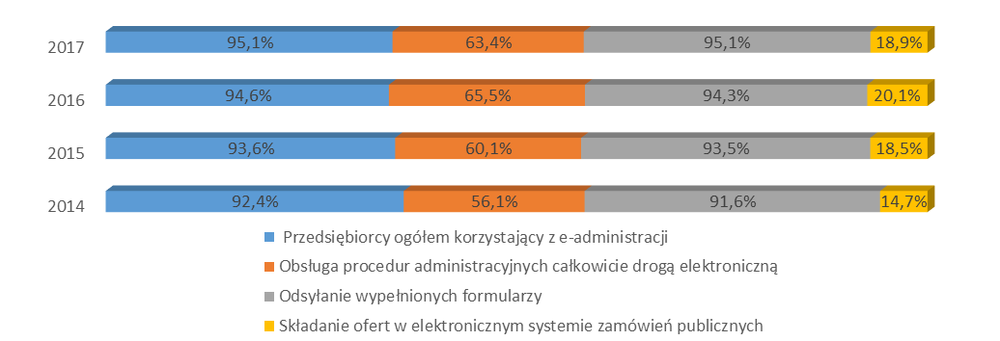 2017 95,1% 63,4% 95,1% 18,9%
2016 94,6% 65,5% 94,3% 20,1%
2015 93,6% 60,1% 93,5% 18,5%
2014 92,4% 56,1% 91,6% 14,7%
Przedsiębiorcy ogółem korzystający z e-administracji
Obsługa procedur administracyjnych całkowicie drogą elektroniczną
Odsyłanie wypełnionych formularzy
Składanie ofert w elektronicznym systemie zamówień publicznych